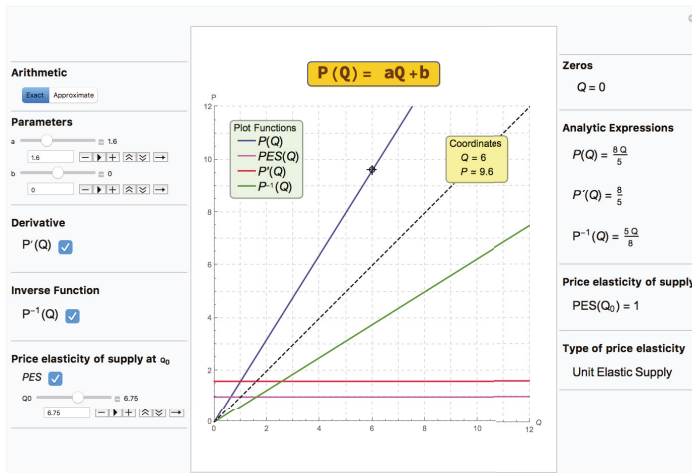 Arithmetic
Exact Approximate
Parameters
a 1.6
1.6
b 0
0
Derivative
P′(Q)
Inverse Function
P⁻¹(Q)
Price elasticity of supply at Q₀
PES
Q0 6.75
6.75
P(Q) = aQ+b
P
12
10
8
6
4
2
0
0 2 4 6 8 10 12
Q
Plot Functions
P(Q)
PES(Q)
P'(Q)
P⁻¹(Q)
Coordinates
Q = 6
P = 9.6
Zeros
Q = 0
Analytic Expressions
P(Q) = 8 Q/5
P′(Q) = 8/5
P⁻¹(Q) = 5 Q/8
Price elasticity of supply
PES(Q₀) = 1
Type of price elasticity
Unit Elastic Supply